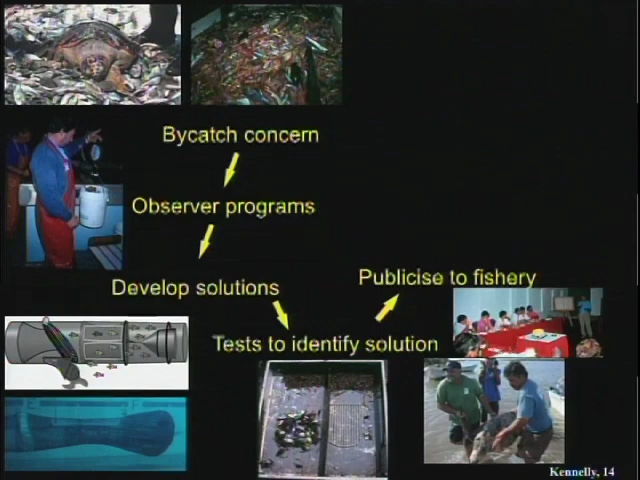 Bycatch concern
Observer programs
Develop solutions
Publicise to fishery
Tests to identify solution
Kennelly, 14